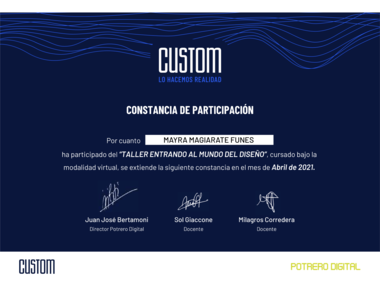 CUSTOM
LO HACEMOS REALIDAD
CONSTANCIA DE PARTICIPACIÓN
Por cuanto MAYRA MAGIARATE FUNES
ha participado del "TALLER ENTRANDO AL MUNDO DEL DISEÑO", cursado bajo la
modalidad virtual, se extiende la siguiente constancia en el mes de Abril de 2021.
Juan José Bertamoni Sol Giaccone Milagros Corredera
Director Potrero Digital Docente Docente
CUSTOM POTRERO DIGITAL